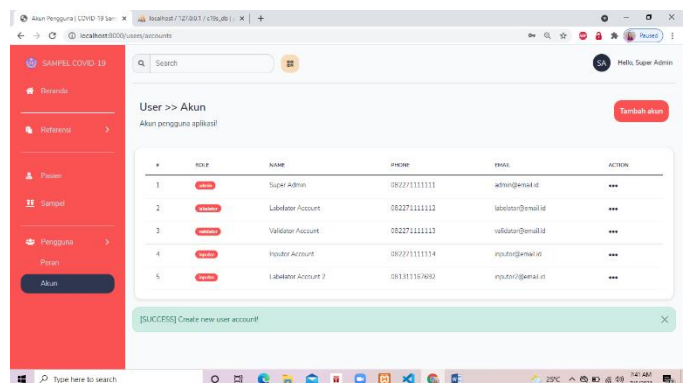 Akun Pengguna | COVID-19 Sam
localhost / 127.0.0.1 / c19s_db |
localhost:8000/users/accounts
Paused
SAMPEL COVID-19
Search
SA
Hello, Super Admin
Beranda
Referensi
Pasien
Sampel
Pengguna
Peran
Akun
User >> Akun
Akun pengguna aplikasi!
Tambah akun
# ROLE NAME PHONE EMAIL ACTION
1 admin Super Admin 082271111111 admin@email.id
2 labelator Labelator Account 082271111112 labelator@email.id
3 validator Validator Account 082271111113 validator@email.id
4 inputor Inputor Account 082271111114 inputor@email.id
5 inputor Labelator Account 2 081311167692 inputor2@email.id
[SUCCESS] Create new user account!
Type here to search
25°C
7:41 AM